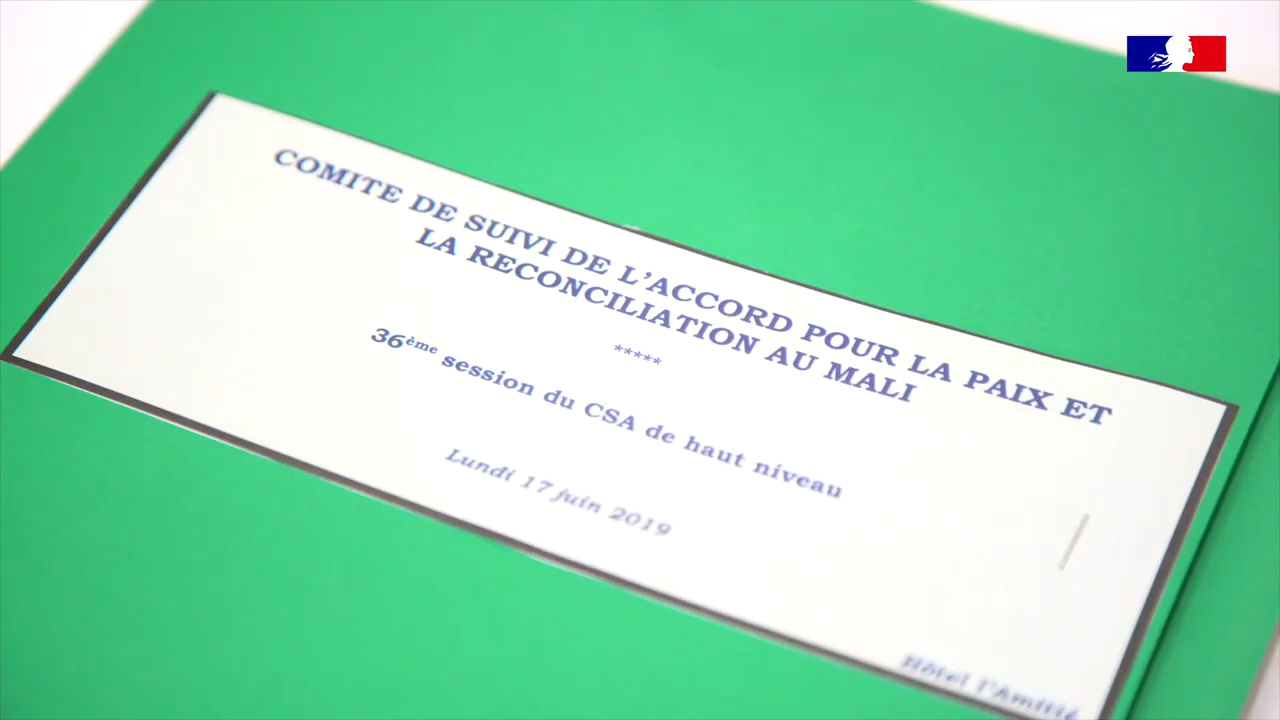 COMITE DE SUIVI DE L'ACCORD POUR LA PAIX ET
LA RECONCILIATION AU MALI
*****
36ème session du CSA de haut niveau
Lundi 17 juin 2019
Hôtel l'Amitié